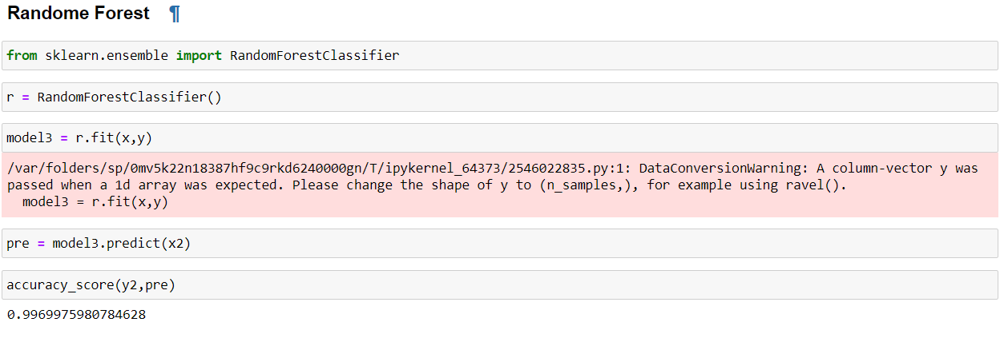 Randome Forest ¶
from sklearn.ensemble import RandomForestClassifier
r = RandomForestClassifier()
model3 = r.fit(x,y)
/var/folders/sp/0mv5k22n18387hf9c9rkd6240000gn/T/ipykernel_64373/2546022835.py:1: DataConversionWarning: A column-vector y was
passed when a 1d array was expected. Please change the shape of y to (n_samples,), for example using ravel().
  model3 = r.fit(x,y)
pre = model3.predict(x2)
accuracy_score(y2,pre)
0.9969975980784628